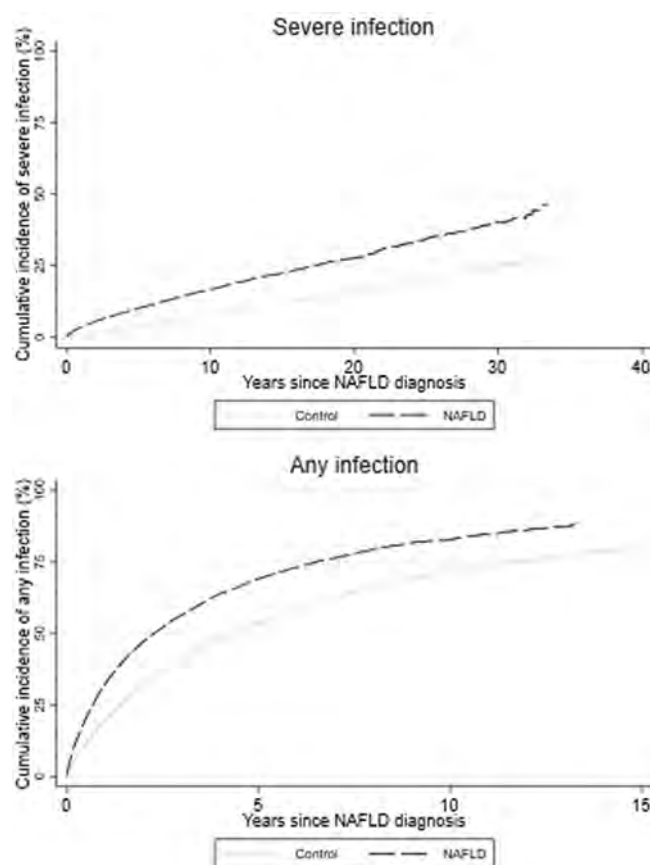 Severe infection
Cumulative incidence of severe infection (%)
100
75
50
25
0
0 10 20 30 40
Years since NAFLD diagnosis
Control NAFLD
Any infection
Cumulative incidence of any infection (%)
100
75
50
25
0
0 5 10 15
Years since NAFLD diagnosis
Control NAFLD